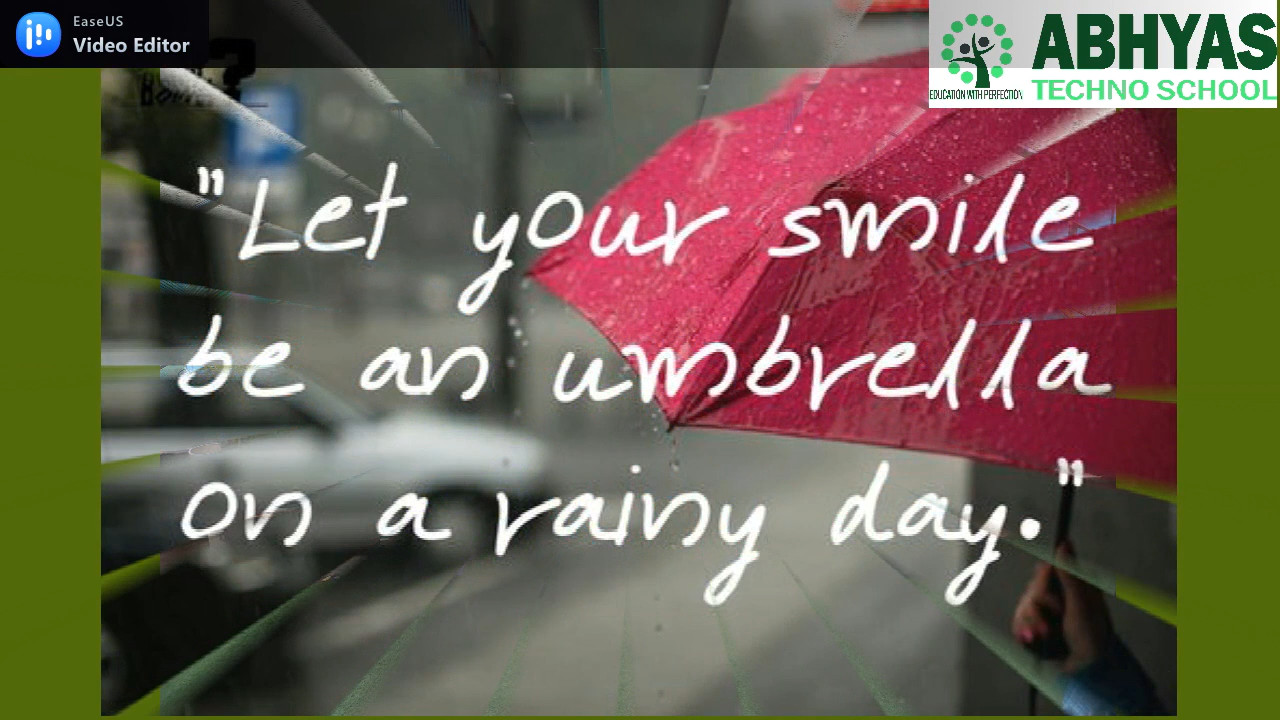 EaseUS
Video Editor
ABHYAS
TECHNO SCHOOL
EDUCATION WITH PERFECTION
"Let your smile
be an umbrella
on a rainy day."